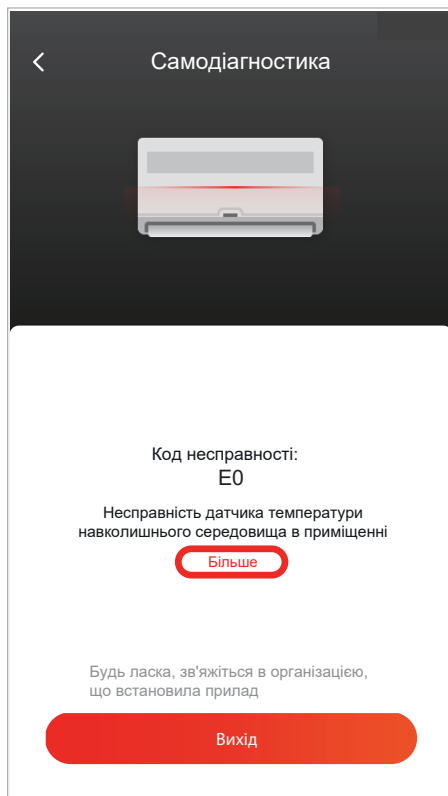 Самодіагностика
Код несправності:
E0
Несправність датчика температури
навколишнього середовища в приміщенні
Більше
Будь ласка, зв'яжіться в організацією,
що встановила прилад
Вихід